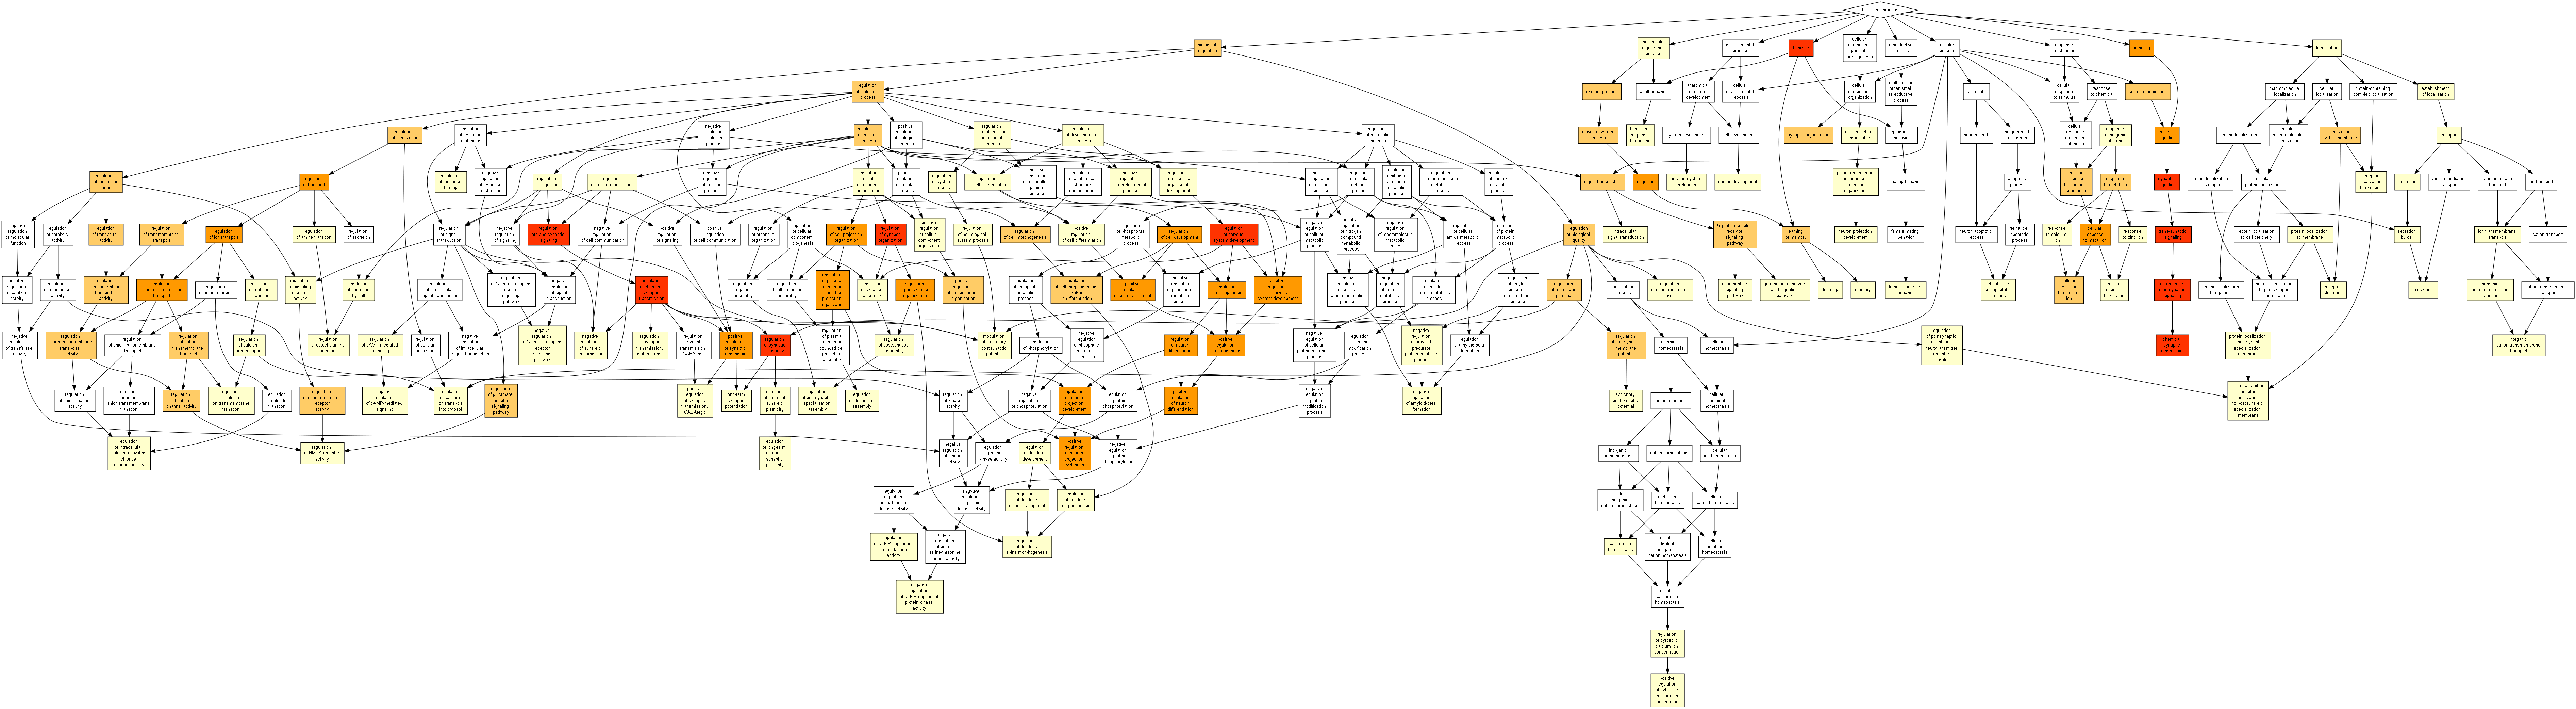 biological_process
biological
regulation
multicellular
organismal
process
developmental
process
behavior
cellular
component
organization
or biogenesis
reproductive
process
cellular
process
response
to stimulus
signaling
localization
regulation
of biological
process
system process
adult behavior
anatomical
structure
development
cellular
developmental
process
cellular
component
organization
multicellular
organismal
reproductive
process
cell death
cellular
response
to stimulus
response
to chemical
cell communication
macromolecule
localization
cellular
localization
protein-containing
complex localization
establishment
of localization
regulation
of localization
regulation
of response
to stimulus
negative
regulation
of biological
process
regulation
of cellular
process
positive
regulation
of biological
process
regulation
of multicellular
organismal
process
regulation
of developmental
process
regulation
of metabolic
process
nervous system
process
behavioral
response
to cocaine
system development
cell development
synapse organization
cell projection
organization
reproductive
behavior
neuron death
programmed
cell death
cellular
response
to chemical
stimulus
response
to inorganic
substance
cell-cell
signaling
protein localization
cellular
macromolecule
localization
localization
within membrane
transport
regulation
of molecular
function
regulation
of transport
regulation
of response
to drug
negative
regulation
of response
to stimulus
regulation
of signaling
regulation
of cell communication
negative
regulation
of cellular
process
regulation
of cellular
component
organization
positive
regulation
of cellular
process
regulation
of system
process
regulation
of cell differentiation
positive
regulation
of multicellular
organismal
process
regulation
of anatomical
structure
morphogenesis
positive
regulation
of developmental
process
regulation
of multicellular
organismal
development
negative
regulation
of metabolic
process
regulation
of cellular
metabolic
process
regulation
of nitrogen
compound
metabolic
process
regulation
of macromolecule
metabolic
process
regulation
of primary
metabolic
process
signal transduction
cognition
nervous system
development
neuron development
plasma membrane
bounded cell
projection
organization
mating behavior
apoptotic
process
cellular
response
to inorganic
substance
response
to metal ion
synaptic
signaling
protein localization
to synapse
cellular
protein localization
receptor
localization
to synapse
secretion
vesicle-mediated
transport
transmembrane
transport
ion transport
negative
regulation
of molecular
function
regulation
of catalytic
activity
regulation
of transporter
activity
regulation
of transmembrane
transport
regulation
of ion transport
regulation
of amine transport
regulation
of secretion
regulation
of signal
transduction
negative
regulation
of signaling
regulation
of trans-synaptic
signaling
negative
regulation
of cell communication
positive
regulation
of signaling
positive
regulation
of cell communication
regulation
of organelle
organization
regulation
of cellular
component
biogenesis
regulation
of cell projection
organization
regulation
of synapse
organization
positive
regulation
of cellular
component
organization
regulation
of neurological
system process
regulation
of cell morphogenesis
positive
regulation
of cell differentiation
regulation
of phosphorus
metabolic
process
regulation
of cell development
regulation
of nervous
system development
negative
regulation
of cellular
metabolic
process
negative
regulation
of nitrogen
compound
metabolic
process
negative
regulation
of macromolecule
metabolic
process
regulation
of cellular
amide metabolic
process
regulation
of protein
metabolic
process
regulation
of biological
quality
intracellular
signal transduction
G protein-coupled
receptor
signaling
pathway
learning
or memory
neuron projection
development
female mating
behavior
neuron apoptotic
process
retinal cell
apoptotic
process
response
to calcium
ion
cellular
response
to metal ion
response
to zinc ion
trans-synaptic
signaling
protein localization
to cell periphery
protein localization
to membrane
secretion
by cell
ion transmembrane
transport
cation transport
negative
regulation
of catalytic
activity
regulation
of transferase
activity
regulation
of transmembrane
transporter
activity
regulation
of ion transmembrane
transport
regulation
of anion transport
regulation
of metal ion
transport
regulation
of signaling
receptor
activity
regulation
of secretion
by cell
regulation
of intracellular
signal transduction
regulation
of G protein-coupled
receptor
signaling
pathway
negative
regulation
of signal
transduction
modulation
of chemical
synaptic
transmission
regulation
of organelle
assembly
regulation
of cell projection
assembly
regulation
of plasma
membrane
bounded cell
projection
organization
regulation
of synapse
assembly
regulation
of postsynapse
organization
positive
regulation
of cell projection
organization
regulation
of phosphate
metabolic
process
regulation
of cell morphogenesis
involved
in differentiation
positive
regulation
of cell development
negative
regulation
of phosphorus
metabolic
process
regulation
of neurogenesis
positive
regulation
of nervous
system development
negative
regulation
of cellular
amide metabolic
process
negative
regulation
of protein
metabolic
process
regulation
of cellular
protein metabolic
process
regulation
of amyloid
precursor
protein catabolic
process
regulation
of membrane
potential
homeostatic
process
regulation
of neurotransmitter
levels
neuropeptide
signaling
pathway
gamma-aminobutyric
acid signaling
pathway
learning
memory
female courtship
behavior
retinal cone
cell apoptotic
process
cellular
response
to calcium
ion
cellular
response
to zinc ion
anterograde
trans-synaptic
signaling
protein localization
to organelle
protein localization
to postsynaptic
membrane
receptor
clustering
exocytosis
inorganic
ion transmembrane
transport
cation transmembrane
transport
negative
regulation
of transferase
activity
regulation
of ion transmembrane
transporter
activity
regulation
of anion transmembrane
transport
regulation
of cation
transmembrane
transport
regulation
of calcium
ion transport
regulation
of catecholamine
secretion
regulation
of cAMP-mediated
signaling
regulation
of cellular
localization
negative
regulation
of intracellular
signal transduction
negative
regulation
of G protein-coupled
receptor
signaling
pathway
negative
regulation
of synaptic
transmission
regulation
of synaptic
transmission,
glutamatergic
regulation
of synaptic
transmission,
GABAergic
positive
regulation
of synaptic
transmission
regulation
of synaptic
plasticity
regulation
of plasma
membrane
bounded cell
projection
assembly
regulation
of postsynapse
assembly
modulation
of excitatory
postsynaptic
potential
regulation
of phosphorylation
negative
regulation
of phosphate
metabolic
process
regulation
of neuron
differentiation
positive
regulation
of neurogenesis
negative
regulation
of cellular
protein metabolic
process
regulation
of protein
modification
process
negative
regulation
of amyloid
precursor
protein catabolic
process
regulation
of amyloid-beta
formation
regulation
of postsynaptic
membrane
potential
chemical
homeostasis
cellular
homeostasis
regulation
of postsynaptic
membrane
neurotransmitter
receptor
levels
chemical
synaptic
transmission
protein localization
to postsynaptic
specialization
membrane
inorganic
cation transmembrane
transport
regulation
of anion channel
activity
regulation
of inorganic
anion transmembrane
transport
regulation
of cation
channel activity
regulation
of calcium
ion transmembrane
transport
regulation
of chloride
transport
regulation
of neurotransmitter
receptor
activity
negative
regulation
of cAMP-mediated
signaling
regulation
of calcium
ion transport
into cytosol
regulation
of glutamate
receptor
signaling
pathway
positive
regulation
of synaptic
transmission,
GABAergic
long-term
synaptic
potentiation
regulation
of neuronal
synaptic
plasticity
regulation
of postsynaptic
specialization
assembly
regulation
of filopodium
assembly
regulation
of kinase
activity
negative
regulation
of phosphorylation
regulation
of neuron
projection
development
regulation
of protein
phosphorylation
positive
regulation
of neuron
differentiation
negative
regulation
of protein
modification
process
negative
regulation
of amyloid-beta
formation
excitatory
postsynaptic
potential
ion homeostasis
cellular
chemical
homeostasis
neurotransmitter
receptor
localization
to postsynaptic
specialization
membrane
regulation
of intracellular
calcium activated
chloride
channel activity
regulation
of NMDA receptor
activity
regulation
of long-term
neuronal
synaptic
plasticity
negative
regulation
of kinase
activity
regulation
of protein
kinase activity
regulation
of dendrite
development
positive
regulation
of neuron
projection
development
negative
regulation
of protein
phosphorylation
inorganic
ion homeostasis
cation homeostasis
cellular
ion homeostasis
regulation
of protein
serine/threonine
kinase activity
negative
regulation
of protein
kinase activity
regulation
of dendritic
spine development
regulation
of dendrite
morphogenesis
divalent
inorganic
cation homeostasis
metal ion
homeostasis
cellular
cation homeostasis
regulation
of cAMP-dependent
protein kinase
activity
negative
regulation
of protein
serine/threonine
kinase activity
regulation
of dendritic
spine morphogenesis
calcium ion
homeostasis
cellular
divalent
inorganic
cation homeostasis
cellular
metal ion
homeostasis
negative
regulation
of cAMP-dependent
protein kinase
activity
cellular
calcium ion
homeostasis
regulation
of cytosolic
calcium ion
concentration
positive
regulation
of cytosolic
calcium ion
concentration